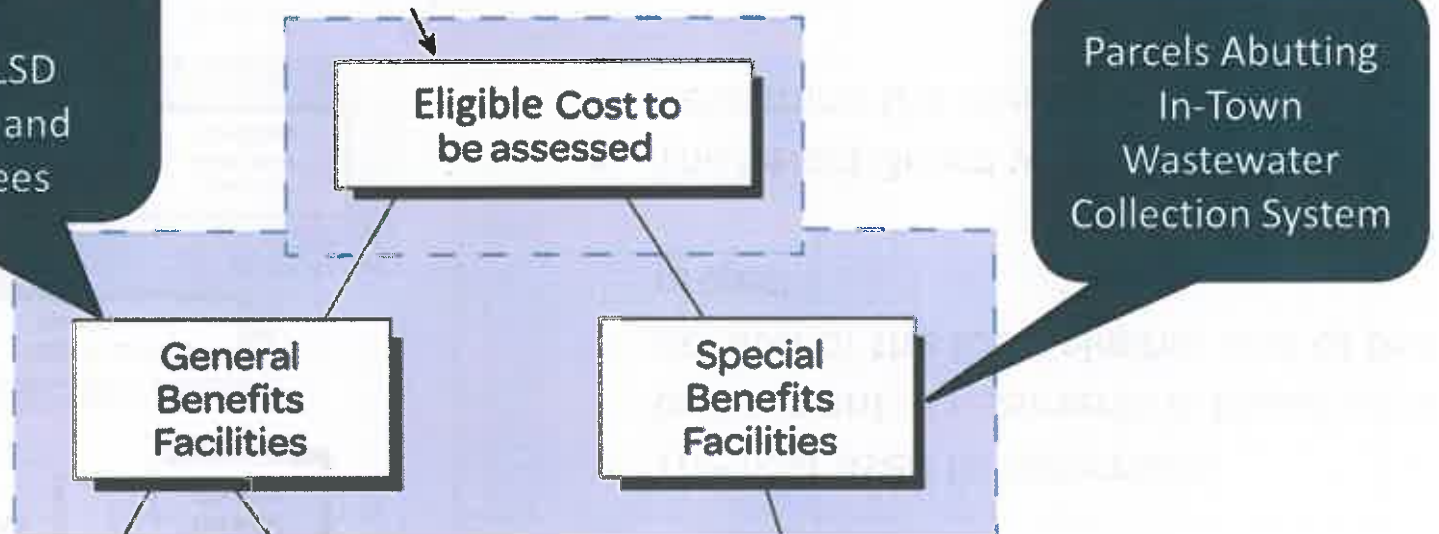 LSD
and
Eligible Cost to
be assessed
Parcels Abutting
In-Town
Wastewater
Collection System
General
Benefits
Facilities
Special
Benefits
Facilities